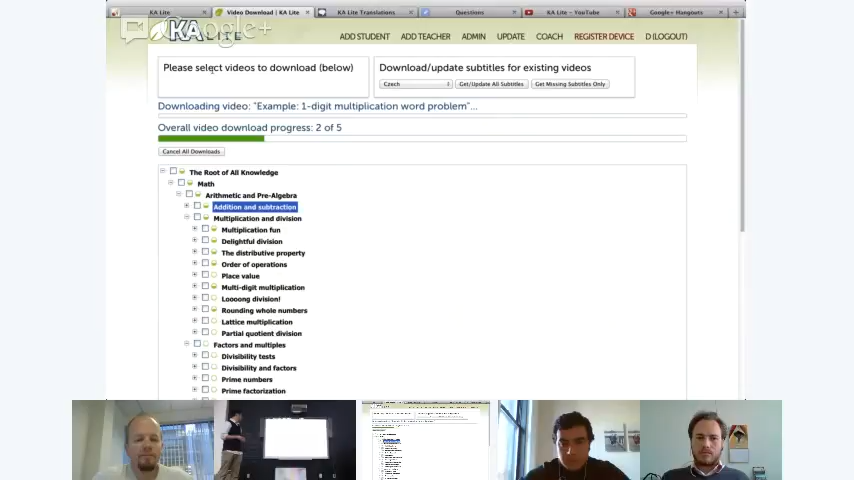 KA Lite
Video Download | KA Lite
KA Lite Translations
Questions
KA Lite - YouTube
Google+ Hangouts
KA LITE
ADD STUDENT
ADD TEACHER
ADMIN
UPDATE
COACH
REGISTER DEVICE
D (LOGOUT)
Please select videos to download (below)
Download/update subtitles for existing videos
Czech
Get/Update All Subtitles
Get Missing Subtitles Only
Downloading video: "Example: 1-digit multiplication word problem"...
Overall video download progress: 2 of 5
Cancel All Downloads
The Root of All Knowledge
Math
Arithmetic and Pre-Algebra
Addition and subtraction
Multiplication and division
Multiplication fun
Delightful division
The distributive property
Order of operations
Place value
Multi-digit multiplication
Loooong division!
Rounding whole numbers
Lattice multiplication
Partial quotient division
Factors and multiples
Divisibility tests
Divisibility and factors
Prime numbers
Prime factorization